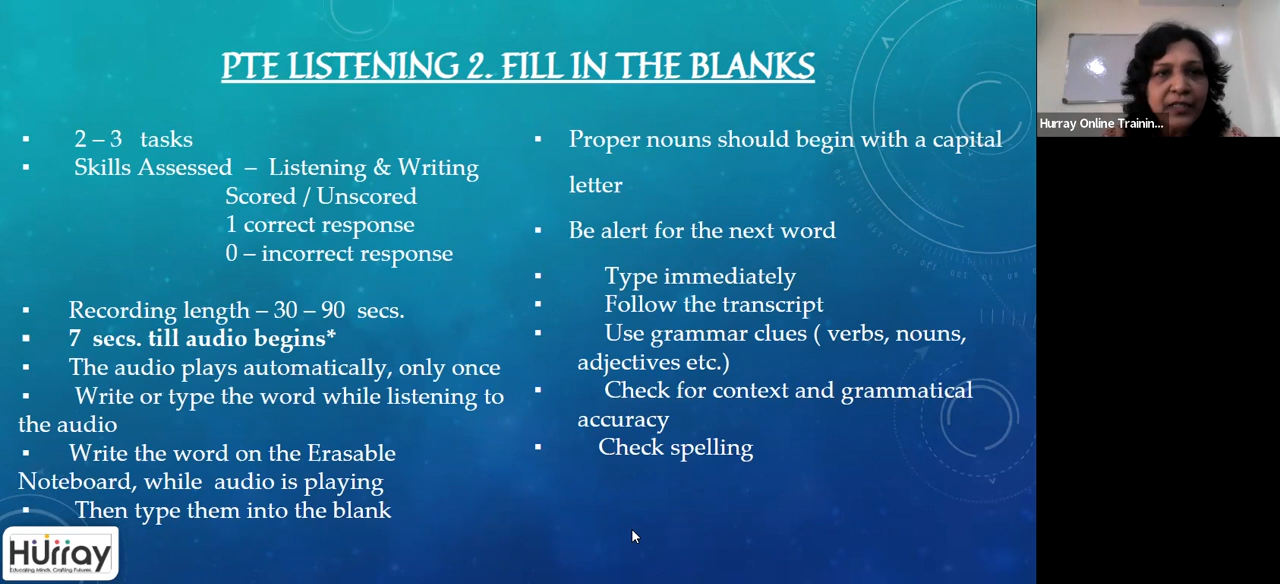 PTE LISTENING 2. FILL IN THE BLANKS
▪ 2 – 3 tasks
▪ Skills Assessed – Listening & Writing
Scored / Unscored
1 correct response
0 – incorrect response
▪ Recording length – 30 – 90 secs.
▪ 7 secs. till audio begins*
▪ The audio plays automatically, only once
▪ Write or type the word while listening to
the audio
▪ Write the word on the Erasable
Noteboard, while audio is playing
▪ Then type them into the blank
▪ Proper nouns should begin with a capital
letter
▪ Be alert for the next word
▪ Type immediately
▪ Follow the transcript
▪ Use grammar clues ( verbs, nouns,
adjectives etc.)
▪ Check for context and grammatical
accuracy
▪ Check spelling
Hurray
Educating Minds, Crafting Futures.
Hurray Online Trainin...